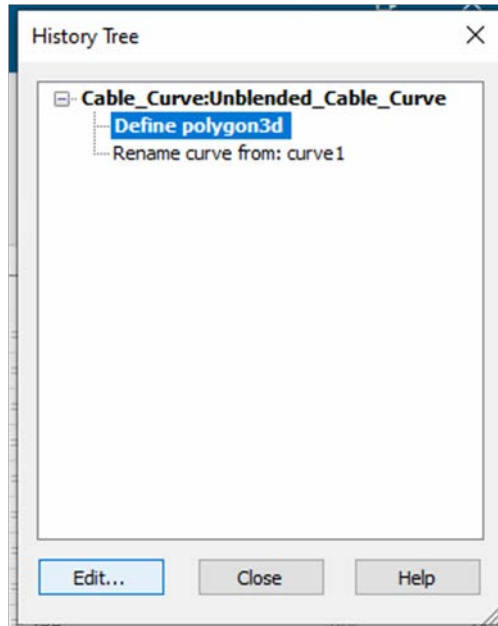 History Tree
Cable_Curve:Unblended_Cable_Curve
Define polygon3d
Rename curve from: curve1
Edit...
Close
Help